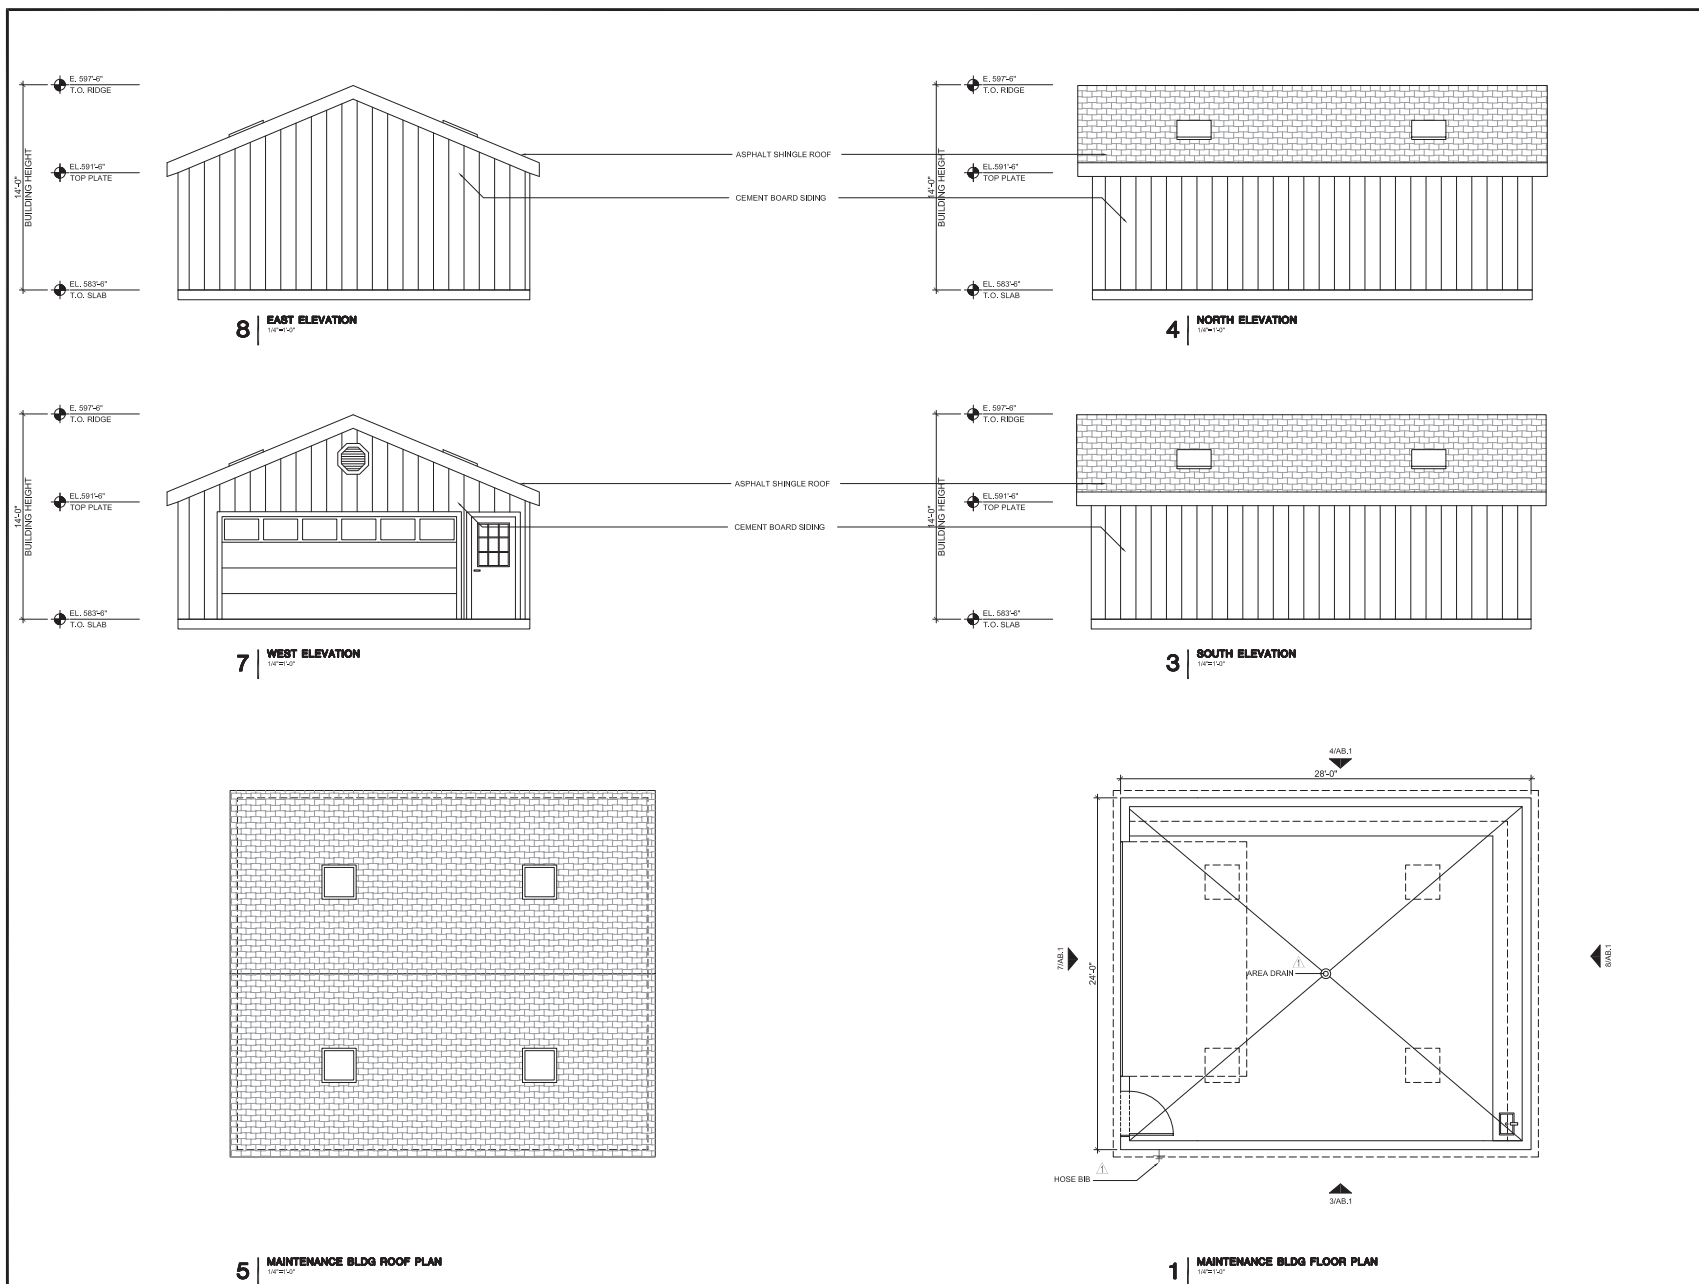 E. 597'-6"
T.O. RIDGE
EL.591'-6"
TOP PLATE
14'-0"
BUILDING HEIGHT
EL. 583'-6"
T.O. SLAB
8
EAST ELEVATION
1/4"=1'-0"
ASPHALT SHINGLE ROOF
CEMENT BOARD SIDING
E. 597'-6"
T.O. RIDGE
EL.591'-6"
TOP PLATE
14'-0"
BUILDING HEIGHT
EL. 583'-6"
T.O. SLAB
4
NORTH ELEVATION
1/4"=1'-0"
E. 597'-6"
T.O. RIDGE
EL.591'-6"
TOP PLATE
14'-0"
BUILDING HEIGHT
EL. 583'-6"
T.O. SLAB
7
WEST ELEVATION
1/4"=1'-0"
ASPHALT SHINGLE ROOF
CEMENT BOARD SIDING
E. 597'-6"
T.O. RIDGE
EL.591'-6"
TOP PLATE
14'-0"
BUILDING HEIGHT
EL. 583'-6"
T.O. SLAB
3
SOUTH ELEVATION
1/4"=1'-0"
5
MAINTENANCE BLDG ROOF PLAN
1/4"=1'-0"
4/AB.1
28'-0"
7/AB.1
24'-0"
1
AREA DRAIN
8/AB.1
1
HOSE BIB
3/AB.1
1
MAINTENANCE BLDG FLOOR PLAN
1/4"=1'-0"